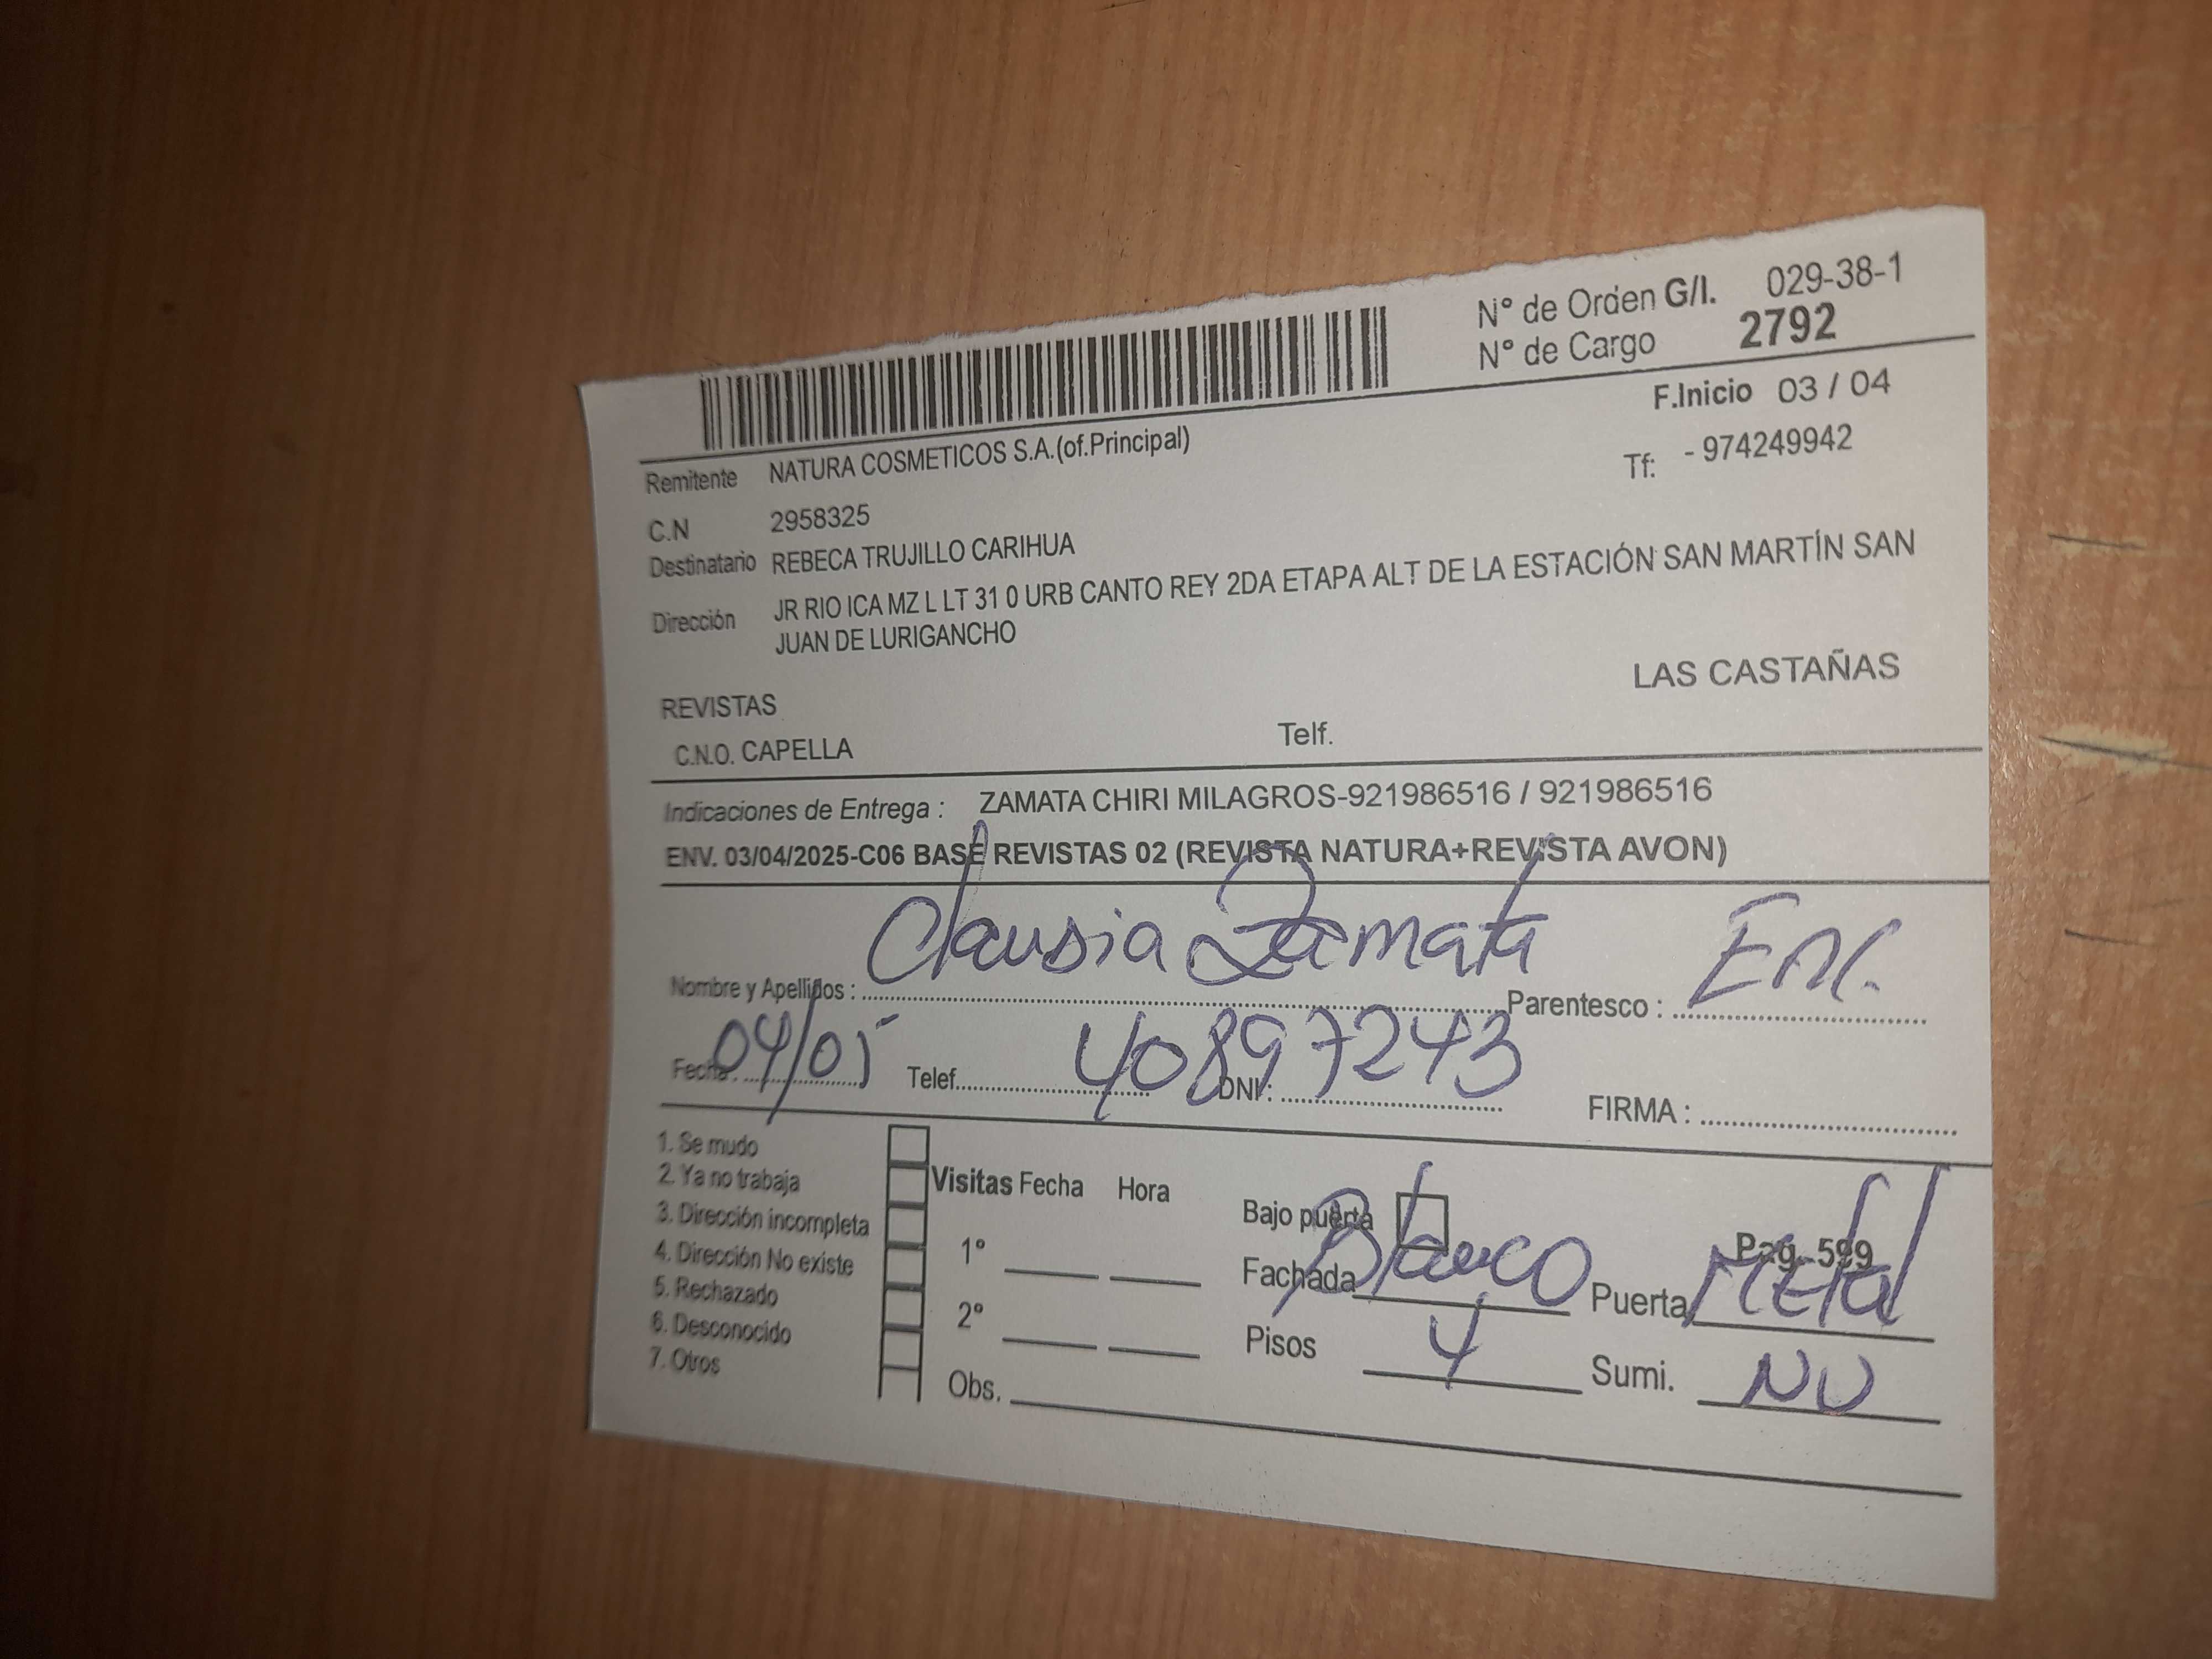 N° de Orden G/I. 029-38-1
N° de Cargo 2792
F.Inicio 03 / 04
Remitente NATURA COSMETICOS S.A.(of.Principal)
Tf: - 974249942
C.N 2958325
Destinatario REBECA TRUJILLO CARIHUA
Dirección JR RIO ICA MZ L LT 31 0 URB CANTO REY 2DA ETAPA ALT DE LA ESTACIÓN SAN MARTÍN SAN
JUAN DE LURIGANCHO
LAS CASTAÑAS
REVISTAS
C.N.O. CAPELLA Telf.
Indicaciones de Entrega : ZAMATA CHIRI MILAGROS-921986516 / 921986516
ENV. 03/04/2025-C06 BASE REVISTAS 02 (REVISTA NATURA+REVISTA AVON)
Nombre y Apellidos : Claudia Zamata Parentesco : Enc.
Fecha : 04/05 Telef. DNI : 40897243 FIRMA :
1. Se mudo
2. Ya no trabaja
3. Dirección incompleta
4. Dirección No existe
5. Rechazado
6. Desconocido
7. Otros
Visitas Fecha Hora
1°
2°
Obs.
Bajo puerta
Pag. 599
Fachada Blanco Puerta Metal
Pisos 4 Sumi. NO